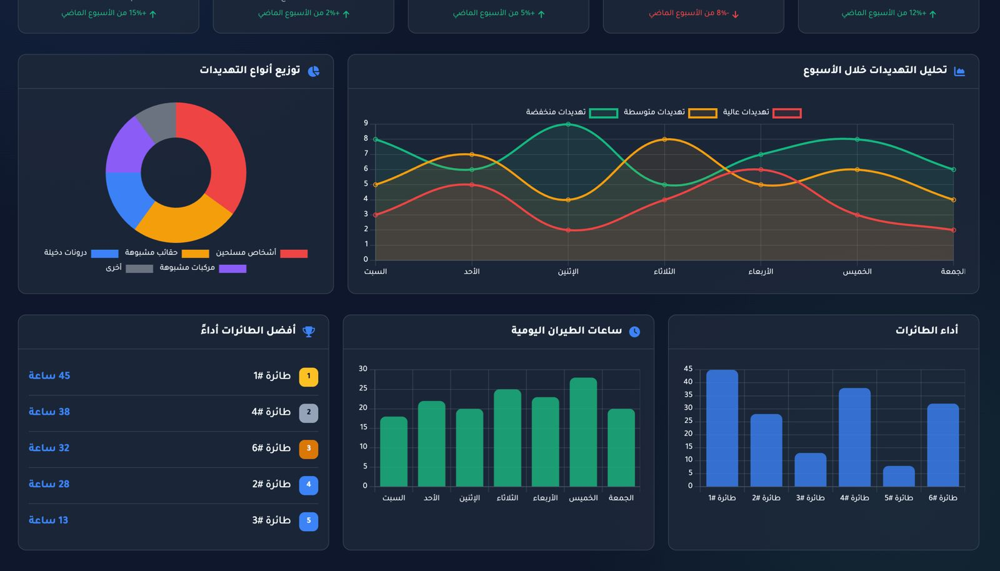 +12% من الأسبوع الماضي
-8% من الأسبوع الماضي
+5% من الأسبوع الماضي
+2% من الأسبوع الماضي
+15% من الأسبوع الماضي
تحليل التهديدات خلال الأسبوع
تهديدات عالية
تهديدات متوسطة
تهديدات منخفضة
9
8
7
6
5
4
3
2
1
0
السبت
الأحد
الإثنين
الثلاثاء
الأربعاء
الخميس
الجمعة
توزيع أنواع التهديدات
أشخاص مسلحين
حقائب مشبوهة
درونات دخيلة
مركبات مشبوهة
أخرى
أداء الطائرات
45
40
35
30
25
20
15
10
5
0
طائرة #1
طائرة #2
طائرة #3
طائرة #4
طائرة #5
طائرة #6
ساعات الطيران اليومية
30
25
20
15
10
5
0
السبت
الأحد
الإثنين
الثلاثاء
الأربعاء
الخميس
الجمعة
أفضل الطائرات أداءً
1 طائرة #1 45 ساعة
2 طائرة #4 38 ساعة
3 طائرة #6 32 ساعة
4 طائرة #2 28 ساعة
5 طائرة #3 13 ساعة